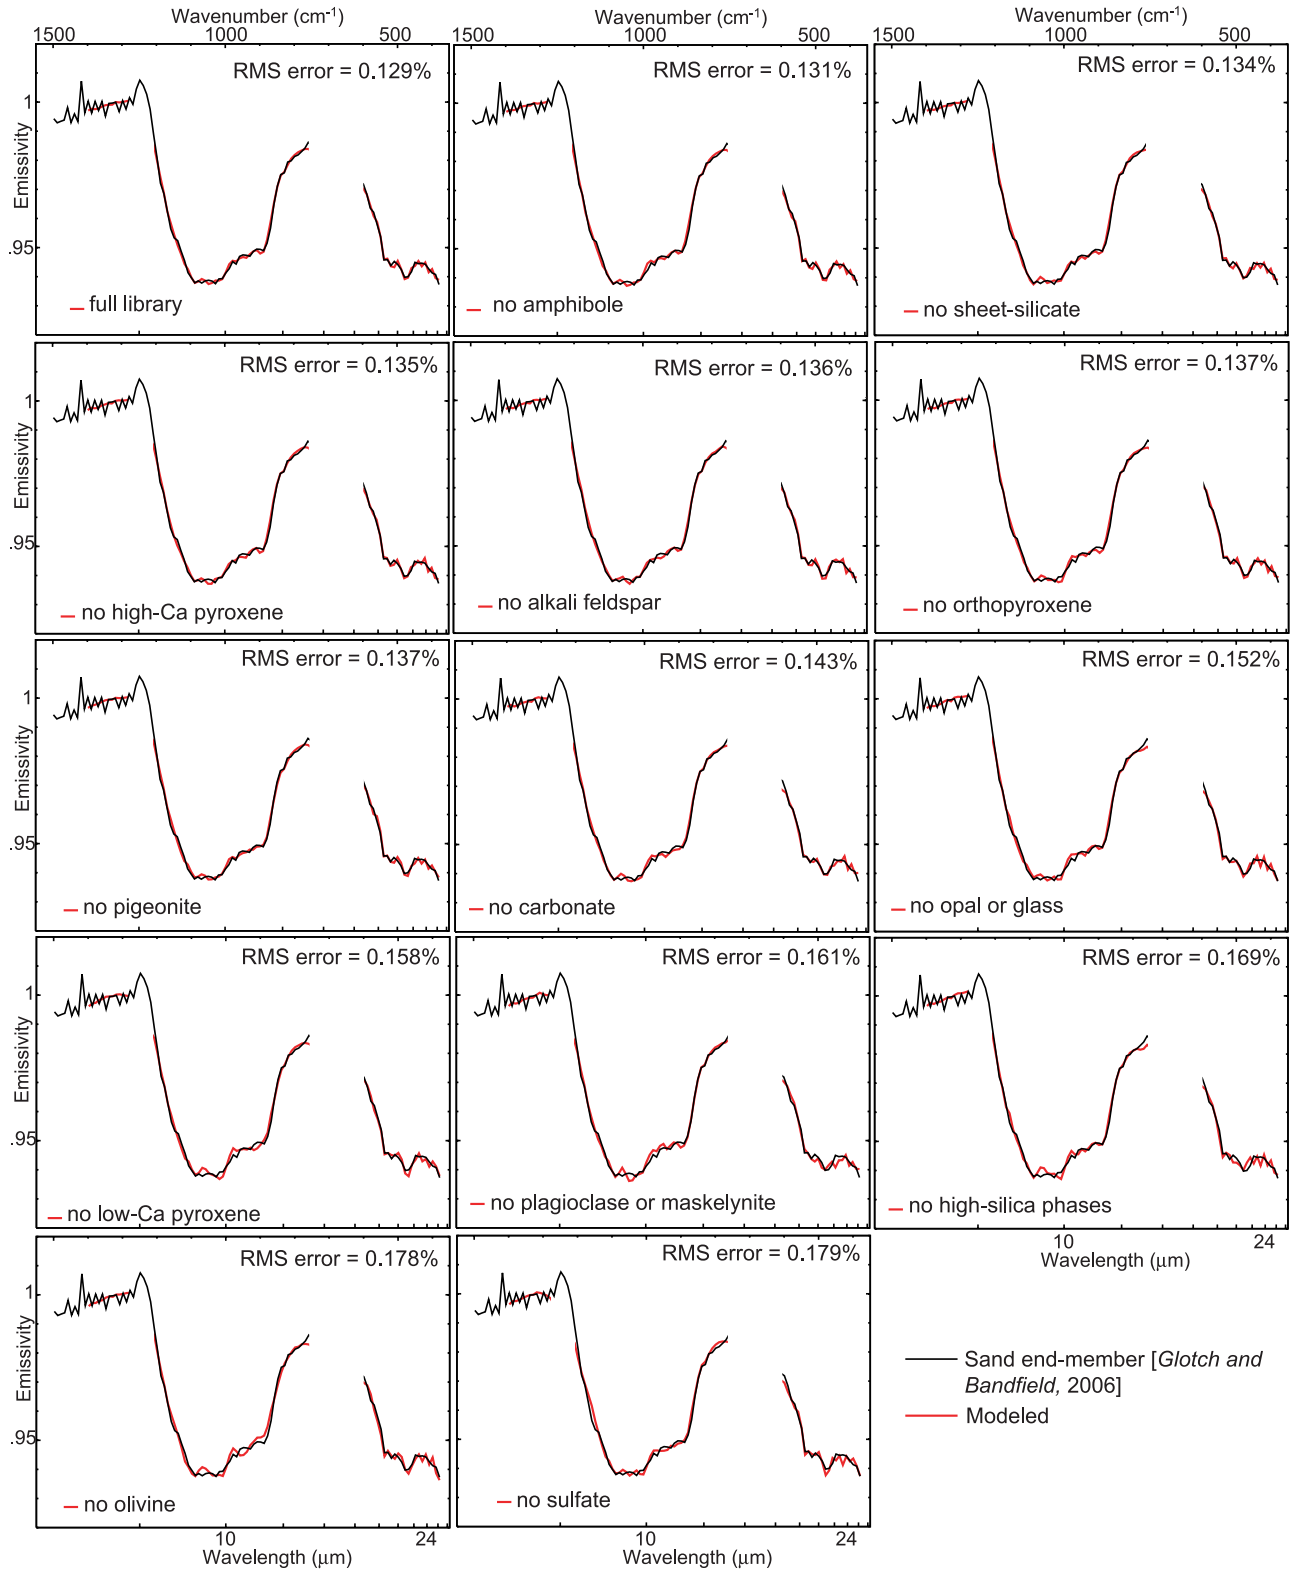 Wavenumber (cm-1) Wavenumber (cm-1) Wavenumber (cm-1)
1500 1000 500 1500 1000 500 1500 1000 500
RMS error = 0.129% RMS error = 0.131% RMS error = 0.134%
1
Emissivity
.95
full library no amphibole no sheet-silicate
RMS error = 0.135% RMS error = 0.136% RMS error = 0.137%
1
Emissivity
.95
no high-Ca pyroxene no alkali feldspar no orthopyroxene
RMS error = 0.137% RMS error = 0.143% RMS error = 0.152%
1
Emissivity
.95
no pigeonite no carbonate no opal or glass
RMS error = 0.158% RMS error = 0.161% RMS error = 0.169%
1
Emissivity
.95
no low-Ca pyroxene no plagioclase or maskelynite no high-silica phases
10 24
Wavelength (μm)
RMS error = 0.178% RMS error = 0.179%
1
Emissivity
.95
no olivine no sulfate
10 24 10 24
Wavelength (μm) Wavelength (μm)
Sand end-member [Glotch and
Bandfield, 2006]
Modeled